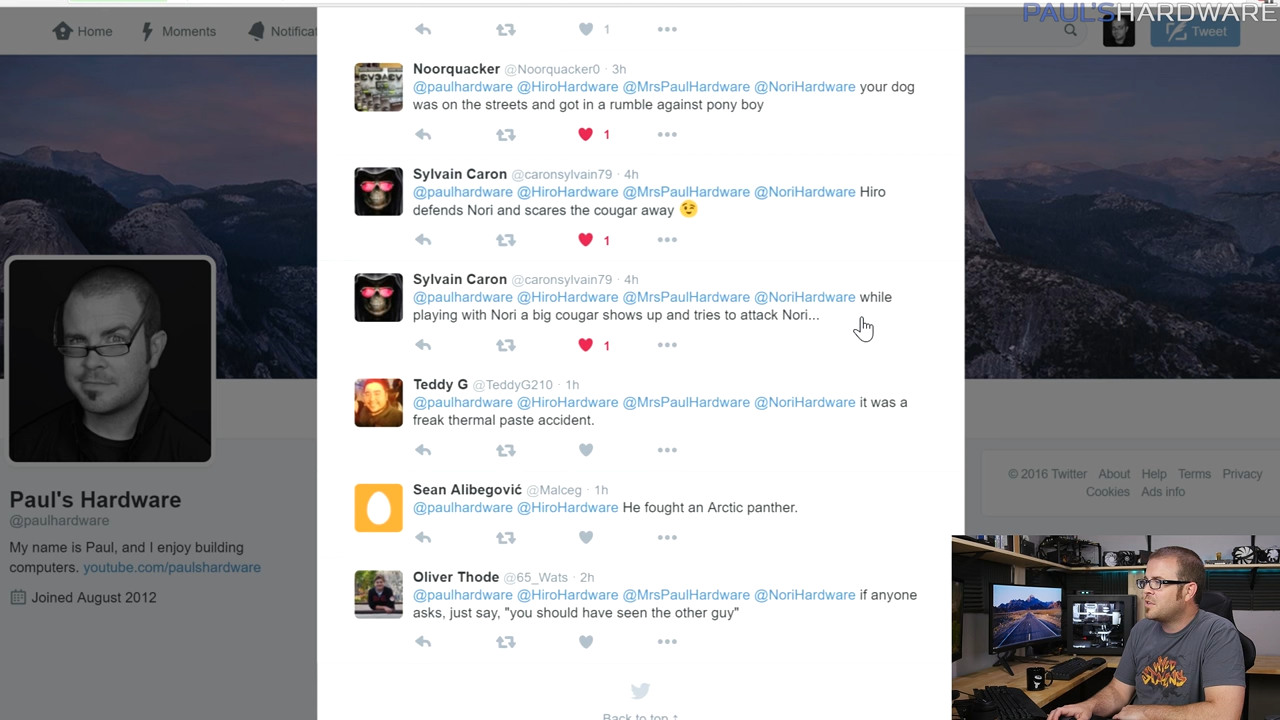 PAUL'SHARDWARE
Home
Moments
Notificat
Tweet
1
Noorquacker @Noorquacker0 · 3h
@paulhardware @HiroHardware @MrsPaulHardware @NoriHardware your dog
was on the streets and got in a rumble against pony boy
1
Sylvain Caron @caronsylvain79 · 4h
@paulhardware @HiroHardware @MrsPaulHardware @NoriHardware Hiro
defends Nori and scares the cougar away 😉
1
Sylvain Caron @caronsylvain79 · 4h
@paulhardware @HiroHardware @MrsPaulHardware @NoriHardware while
playing with Nori a big cougar shows up and tries to attack Nori...
1
Teddy G @TeddyG210 · 1h
@paulhardware @HiroHardware @MrsPaulHardware @NoriHardware it was a
freak thermal paste accident.
Sean Alibegović @Malceg · 1h
@paulhardware @HiroHardware He fought an Arctic panther.
Oliver Thode @65_Wats · 2h
@paulhardware @HiroHardware @MrsPaulHardware @NoriHardware if anyone
asks, just say, "you should have seen the other guy"
Back to top ↑
Paul's Hardware
@paulhardware
My name is Paul, and I enjoy building
computers. youtube.com/paulshardware
Joined August 2012
© 2016 Twitter About Help Terms Privacy
Cookies Ads info